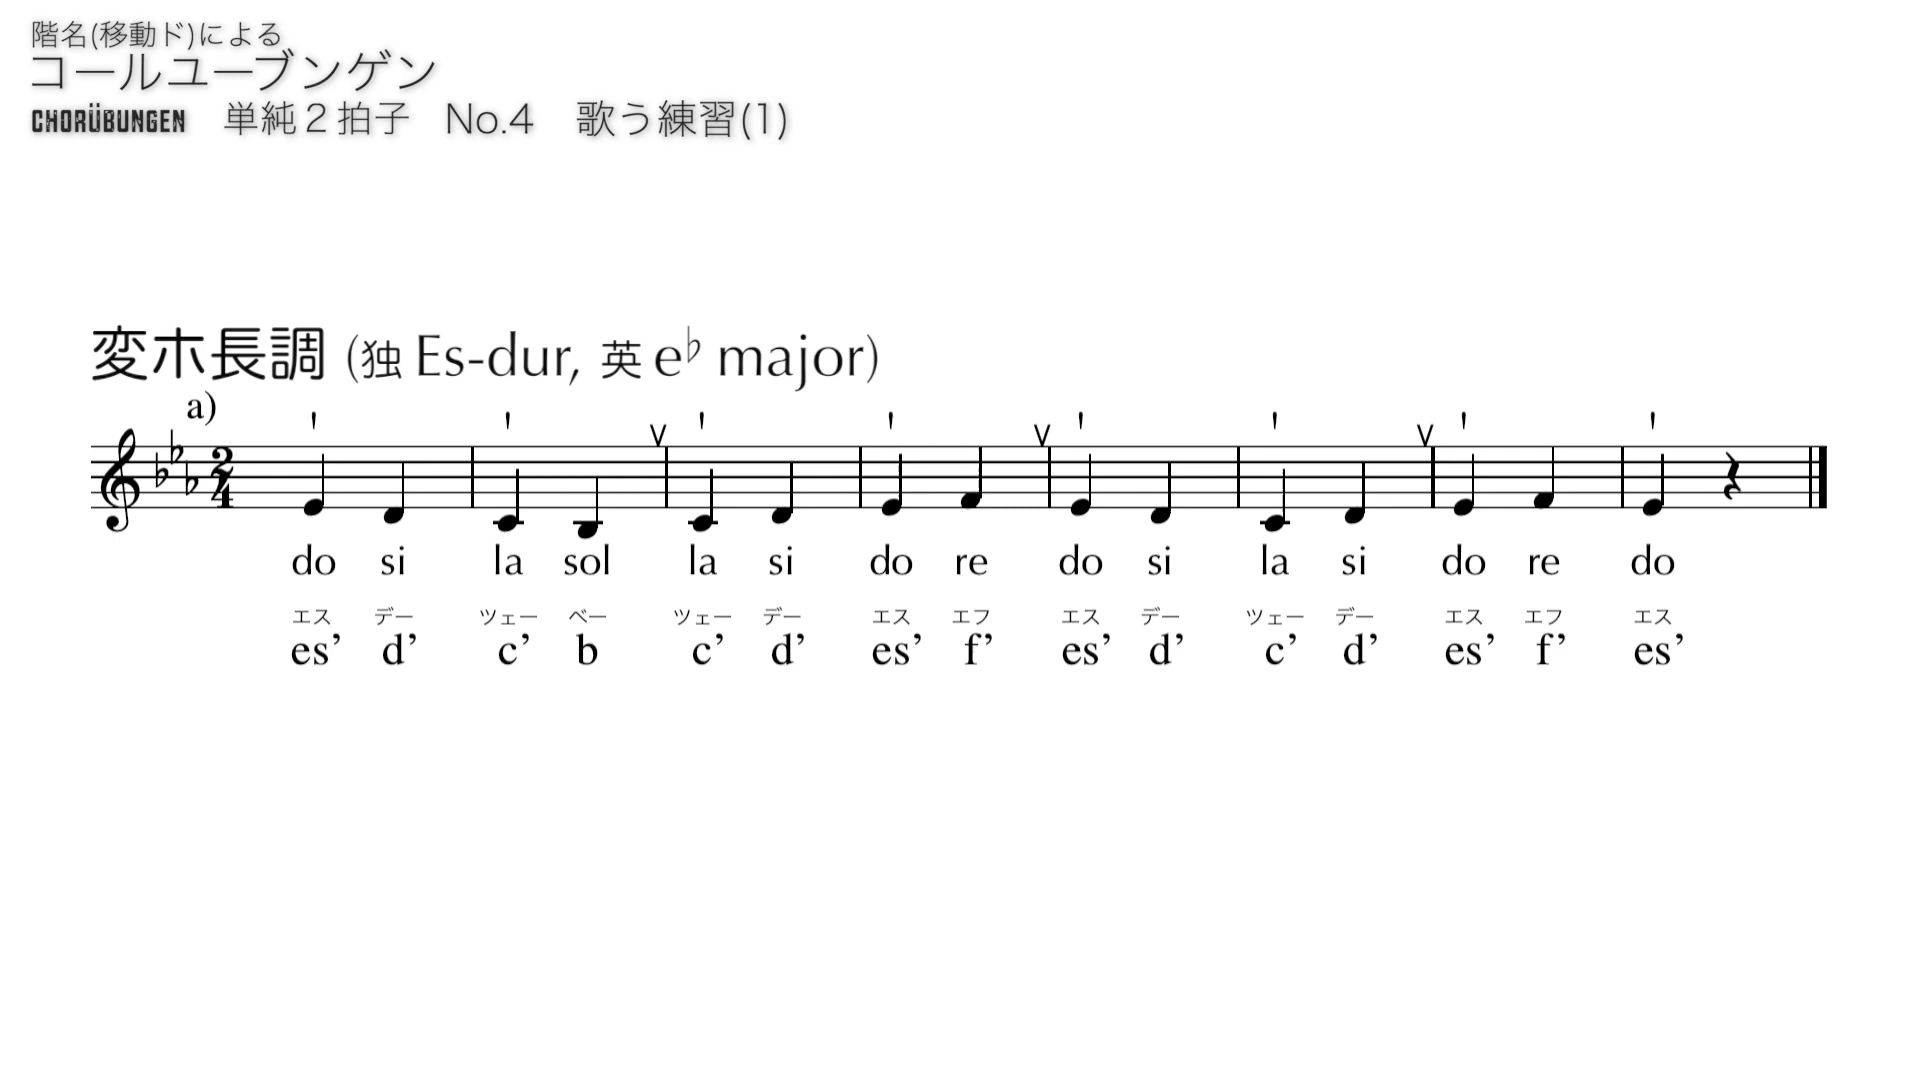 階名(移動ド)による
コールユーブンゲン
CHORÜBUNGEN 単純２拍子 No.4 歌う練習(1)
変ホ長調 (独 Es-dur, 英 e♭ major)
a)
2
4
do si la sol la si do re do si la si do re do
エス デー ツェー ベー ツェー デー エス エフ エス デー ツェー デー エス エフ エス
es’ d’ c’ b c’ d’ es’ f’ es’ d’ c’ d’ es’ f’ es’